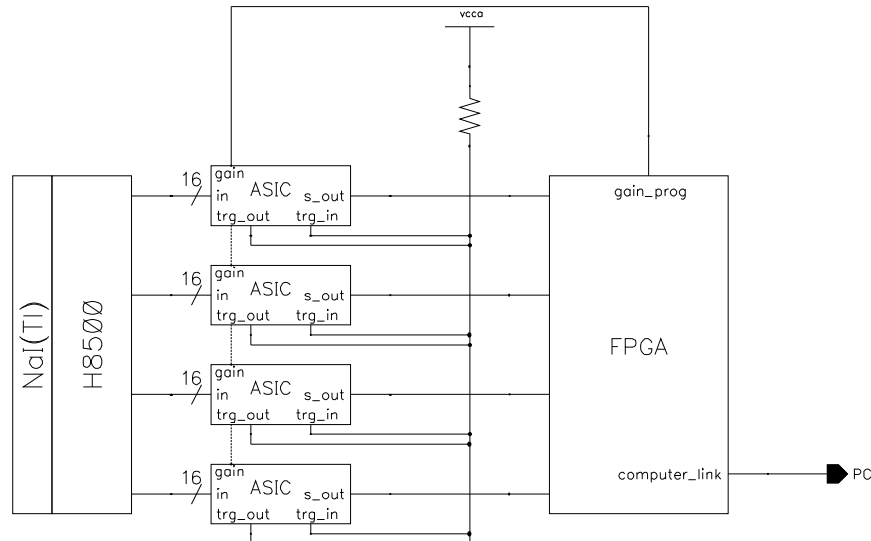 vcca
gain
16
ASIC
in
s_out
trg_out
trg_in
gain_prog
gain
16
ASIC
in
s_out
trg_out
trg_in
NaI(Tl)
H8500
FPGA
gain
16
ASIC
in
s_out
trg_out
trg_in
gain
16
ASIC
in
s_out
trg_out
trg_in
computer_link
PC